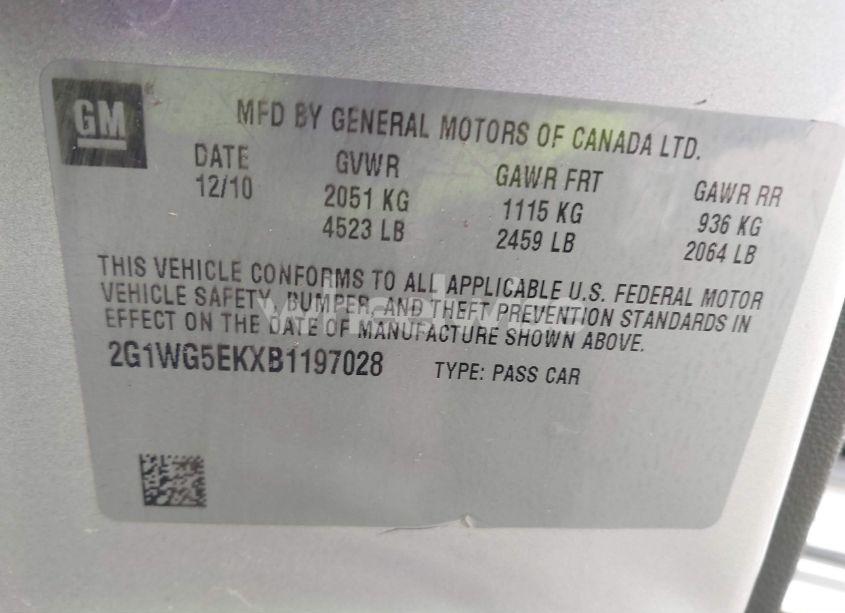 GM
MFD BY GENERAL MOTORS OF CANADA LTD.
DATE GVWR GAWR FRT GAWR RR
12/10 2051 KG 1115 KG 936 KG
4523 LB 2459 LB 2064 LB
THIS VEHICLE CONFORMS TO ALL APPLICABLE U.S. FEDERAL MOTOR
VEHICLE SAFETY, BUMPER, AND THEFT PREVENTION STANDARDS IN
EFFECT ON THE DATE OF MANUFACTURE SHOWN ABOVE.
2G1WG5EKXB1197028 TYPE: PASS CAR